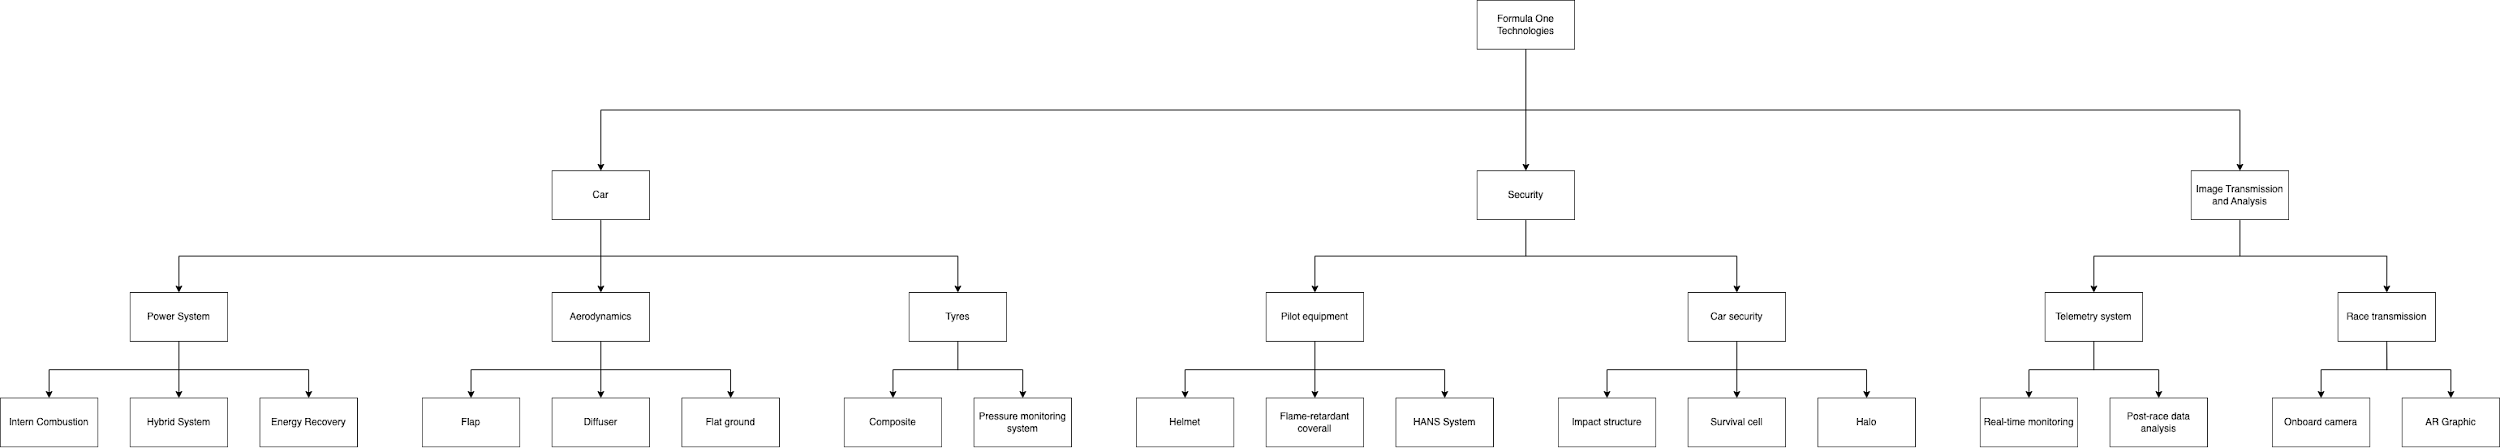 Formula One
Technologies
Car
Security
Image Transmission
and Analysis
Power System
Aerodynamics
Tyres
Pilot equipment
Car security
Telemetry system
Race transmission
Intern Combustion
Hybrid System
Energy Recovery
Flap
Diffuser
Flat ground
Composite
Pressure monitoring
system
Helmet
Flame-retardant
coverall
HANS System
Impact structure
Survival cell
Halo
Real-time monitoring
Post-race data
analysis
Onboard camera
AR Graphic